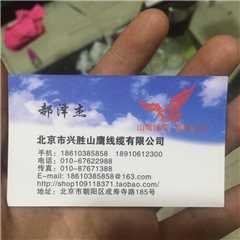 郝泽杰
北京市兴胜山鹰线缆有限公司
手机：18610385858  18910612300
电话：010-67622988
传真：010-87671388
E-mail: 18610385858@163.com
http://shop109118371.taobao.com/
地址：北京市朝阳区成寿寺路185号